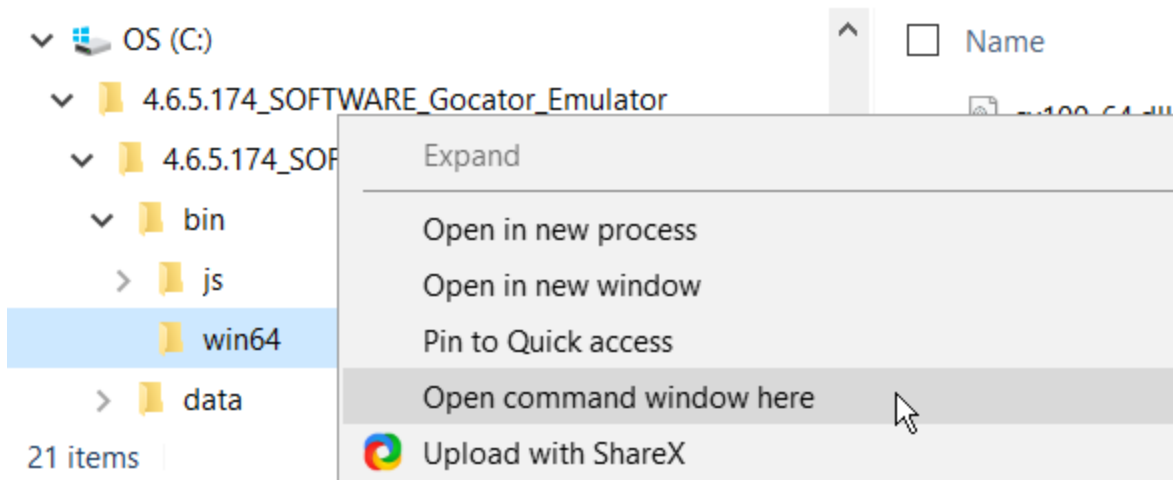 OS (C:)
Name
4.6.5.174_SOFTWARE_Gocator_Emulator
4.6.5.174_SOF
Expand
bin
Open in new process
js
Open in new window
win64
Pin to Quick access
data
Open command window here
21 items
Upload with ShareX